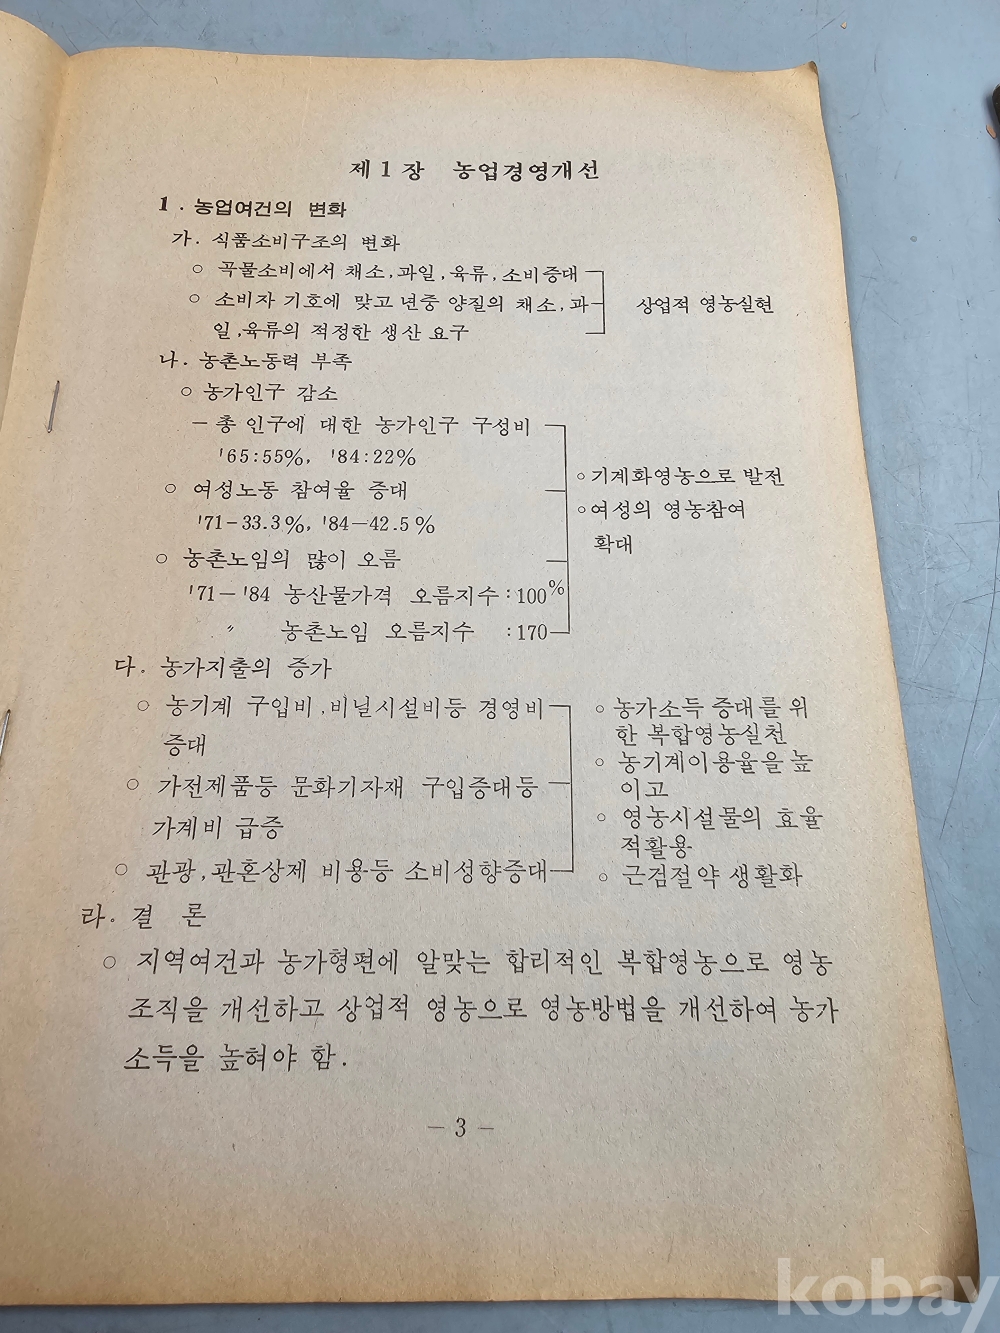 제 1 장 농업경영개선
1 . 농업여건의 변화
가. 식품소비구조의 변화
○ 곡물소비에서 채소, 과일, 육류, 소비증대
○ 소비자 기호에 맞고 년중 양질의 채소, 과
일, 육류의 적정한 생산 요구
상업적 영농실현
나. 농촌노동력 부족
○ 농가인구 감소
- 총 인구에 대한 농가인구 구성비
'65:55%, '84:22%
○ 여성노동 참여율 증대
'71-33.3%, '84-42.5%
○ 농촌노임의 많이 오름
'71-'84 농산물가격 오름지수:100%
〃 농촌노임 오름지수 :170
○ 기계화영농으로 발전
○ 여성의 영농참여
확대
다. 농가지출의 증가
○ 농기계 구입비, 비닐시설비등 경영비
증대
○ 가전제품등 문화기자재 구입증대등
가계비 급증
○ 관광, 관혼상제 비용등 소비성향증대
○ 농가소득 증대를 위
한 복합영농실천
○ 농기계이용율을 높
이고
○ 영농시설물의 효율
적활용
○ 근검절약 생활화
라. 결 론
○ 지역여건과 농가형편에 알맞는 합리적인 복합영농으로 영농
조직을 개선하고 상업적 영농으로 영농방법을 개선하여 농가
소득을 높혀야 함.
- 3 -
kobay